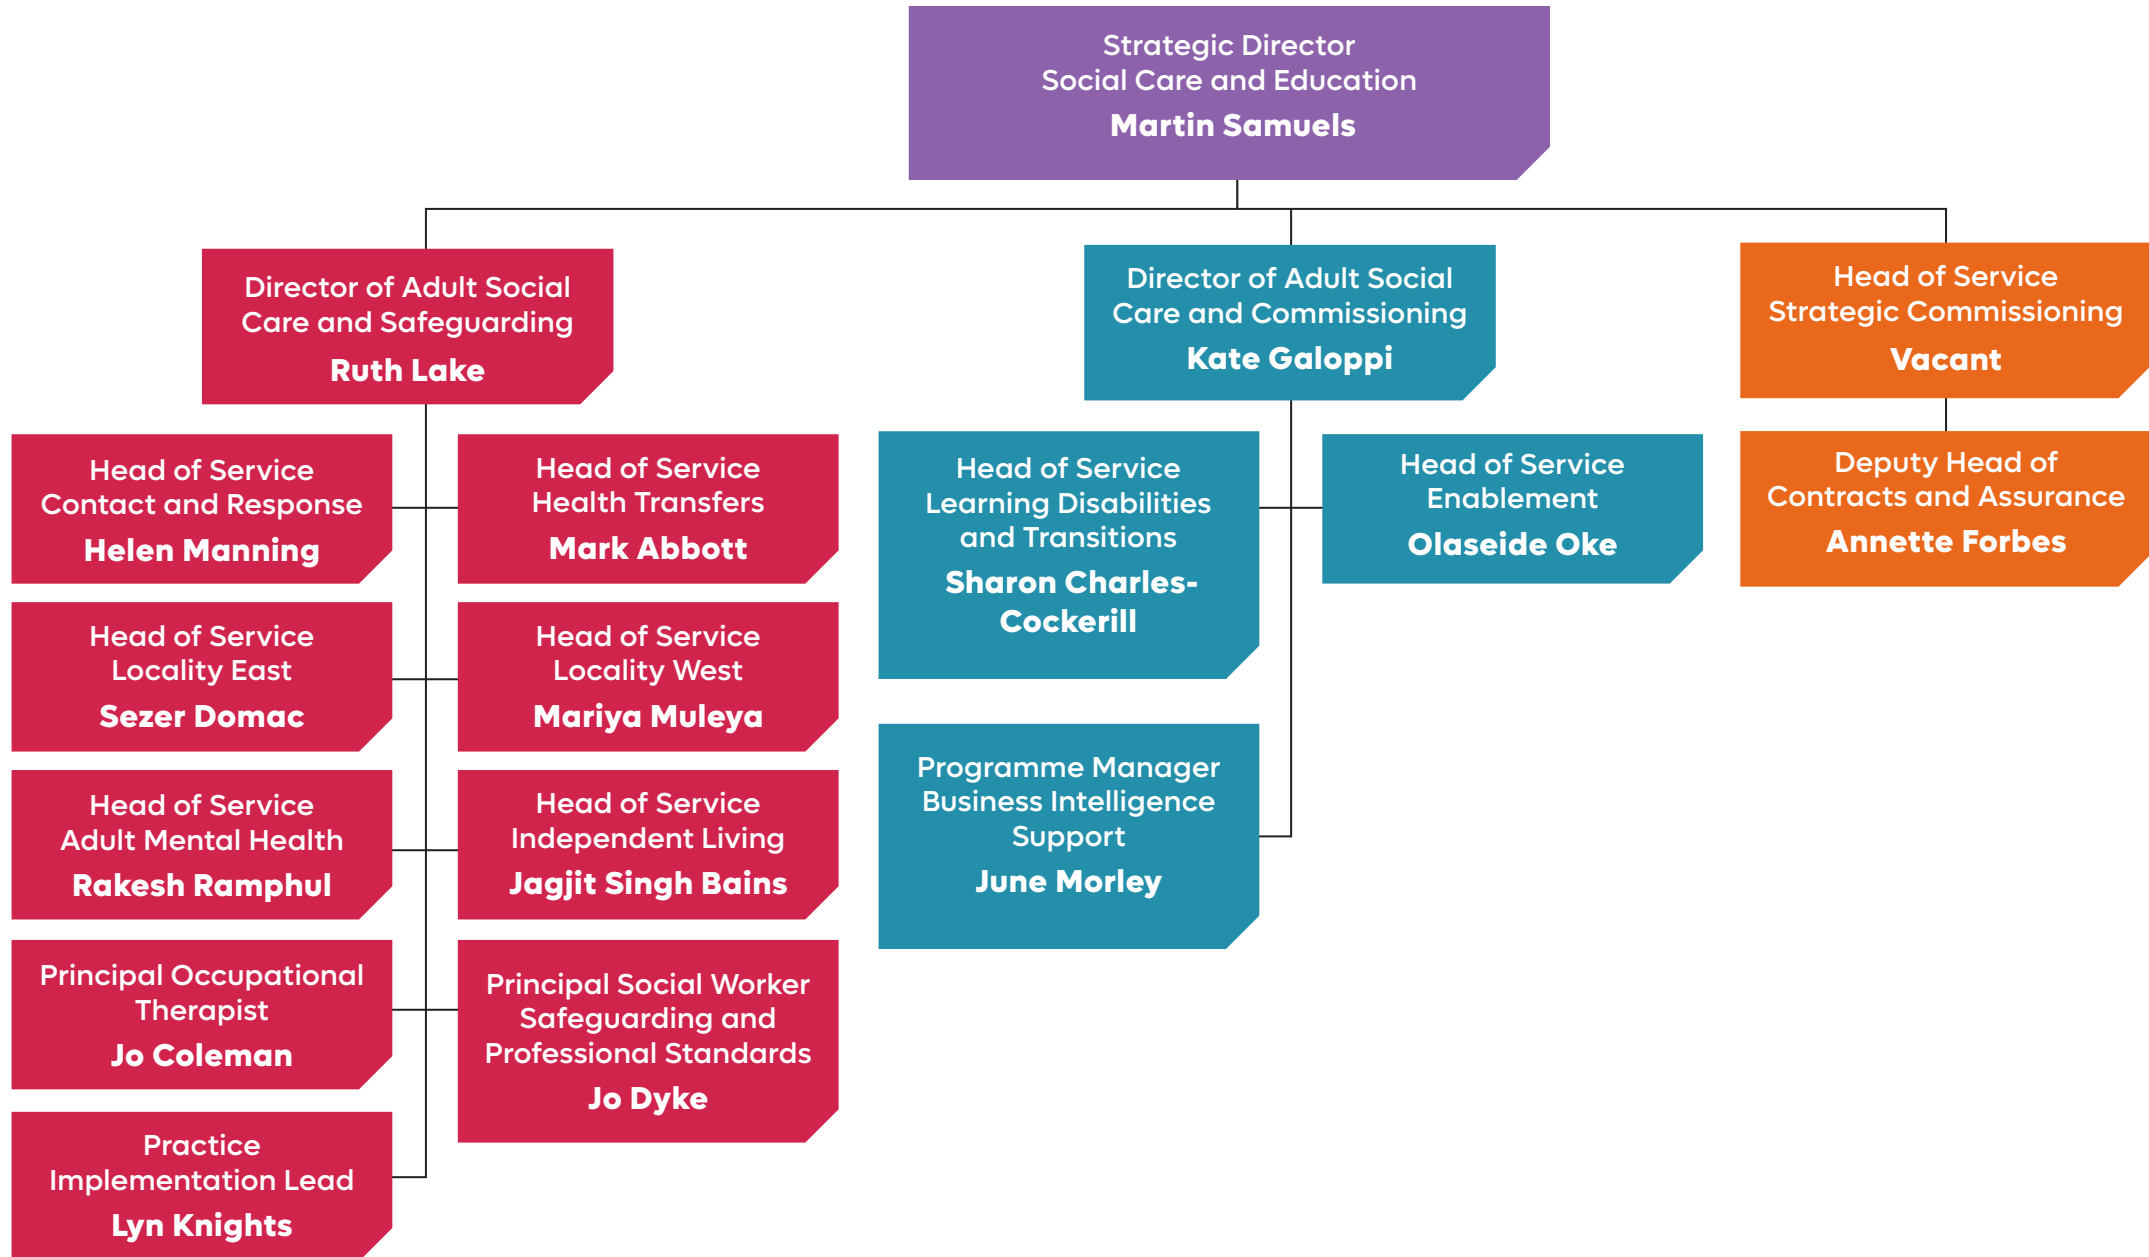 Strategic Director
Social Care and Education
Martin Samuels
Director of Adult Social
Care and Safeguarding
Ruth Lake
Director of Adult Social
Care and Commissioning
Kate Galoppi
Head of Service
Strategic Commissioning
Vacant
Head of Service
Contact and Response
Helen Manning
Head of Service
Health Transfers
Mark Abbott
Head of Service
Learning Disabilities
and Transitions
Sharon Charles-
Cockerill
Head of Service
Enablement
Olaseide Oke
Deputy Head of
Contracts and Assurance
Annette Forbes
Head of Service
Locality East
Sezer Domac
Head of Service
Locality West
Mariya Muleya
Head of Service
Adult Mental Health
Rakesh Ramphul
Head of Service
Independent Living
Jagjit Singh Bains
Programme Manager
Business Intelligence
Support
June Morley
Principal Occupational
Therapist
Jo Coleman
Principal Social Worker
Safeguarding and
Professional Standards
Jo Dyke
Practice
Implementation Lead
Lyn Knights